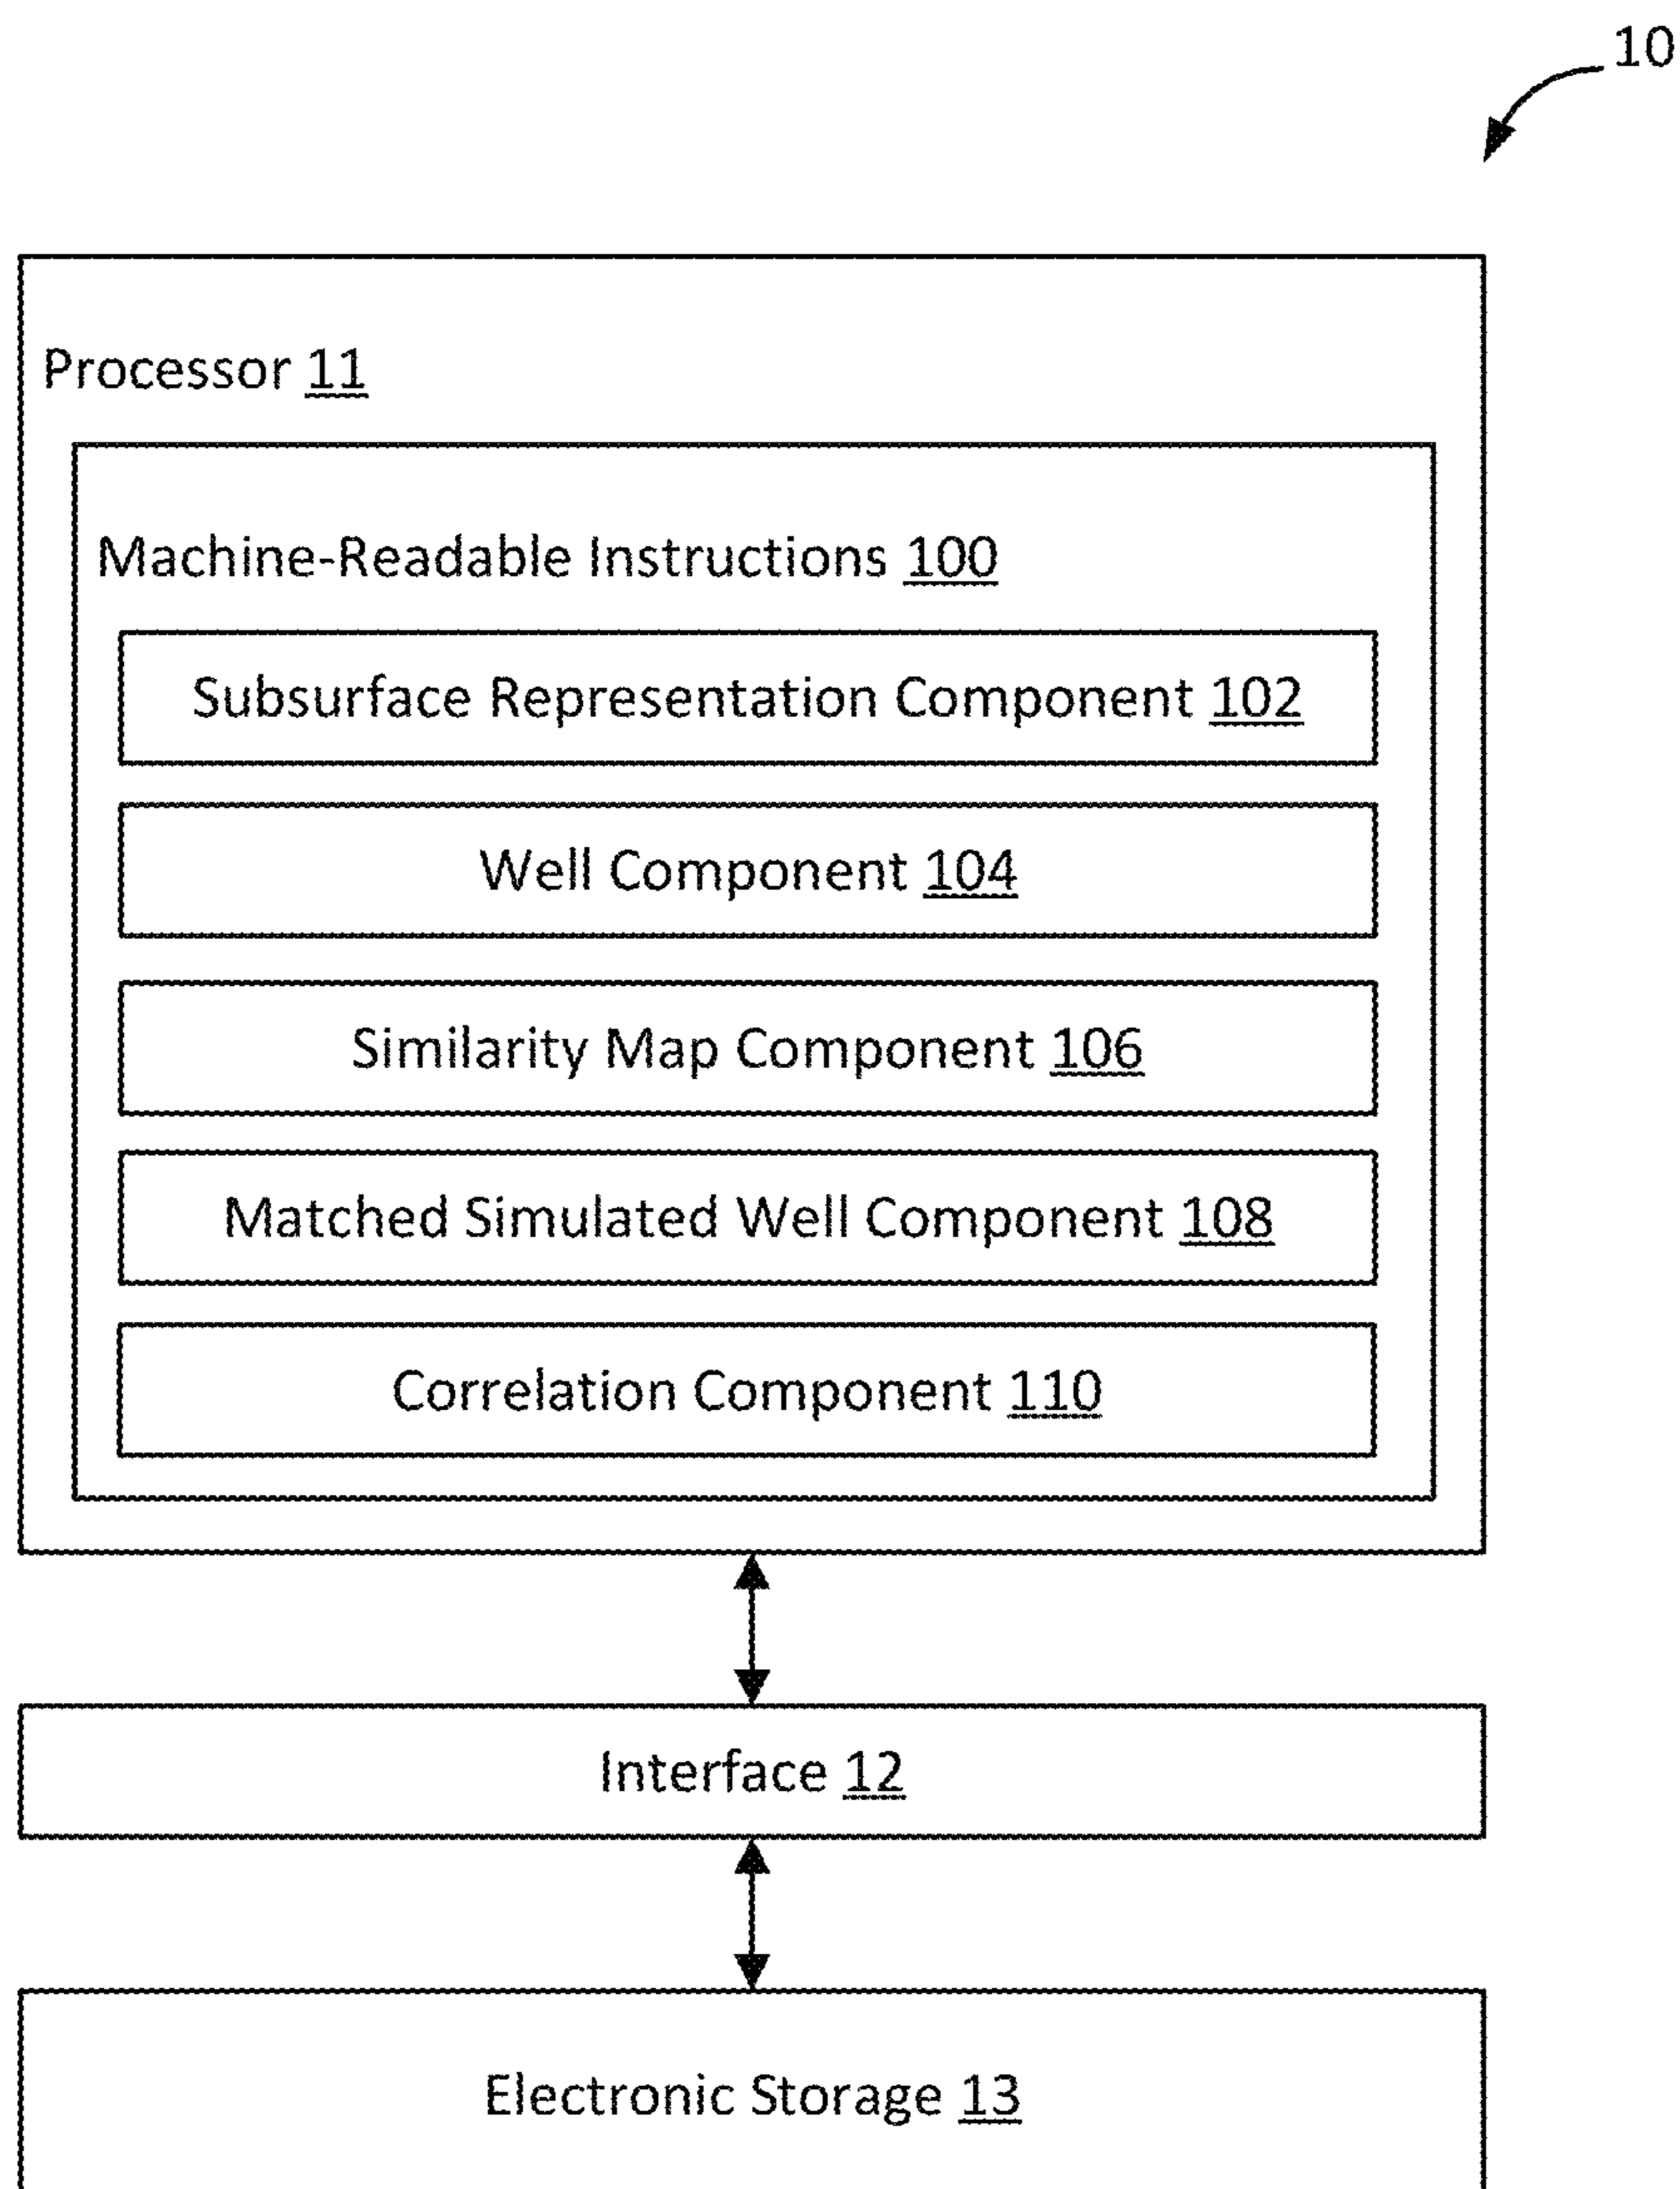 10
Processor 11
Machine-Readable Instructions 100
Subsurface Representation Component 102
Well Component 104
Similarity Map Component 106
Matched Simulated Well Component 108
Correlation Component 110
Interface 12
Electronic Storage 13